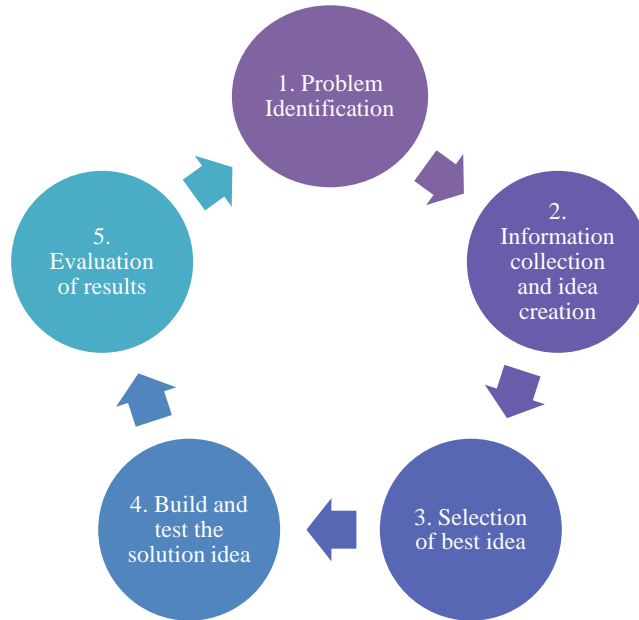 1. Problem
Identification
2.
Information
collection
and idea
creation
3. Selection
of best idea
4. Build and
test the
solution idea
5.
Evaluation
of results